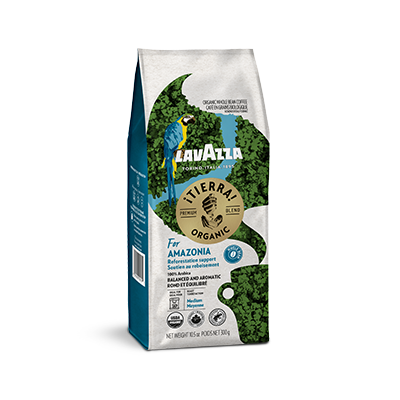 ORGANIC WHOLE BEAN COFFEE
CAFÉ EN GRAINS BIOLOGIQUE
LAVAZZA
TORINO, ITALIA, 1895
¡TIERRA!
PREMIUM BLEND
ORGANIC
For
AMAZONIA
Reforestation support
Soutien au reboisement
100% Arabica
BALANCED AND AROMATIC
ROND ET ÉQUILIBRÉ
Medium
Moyenne
USDA
ORGANIC
NET WEIGHT 10.5 OZ POIDS NET 300 g